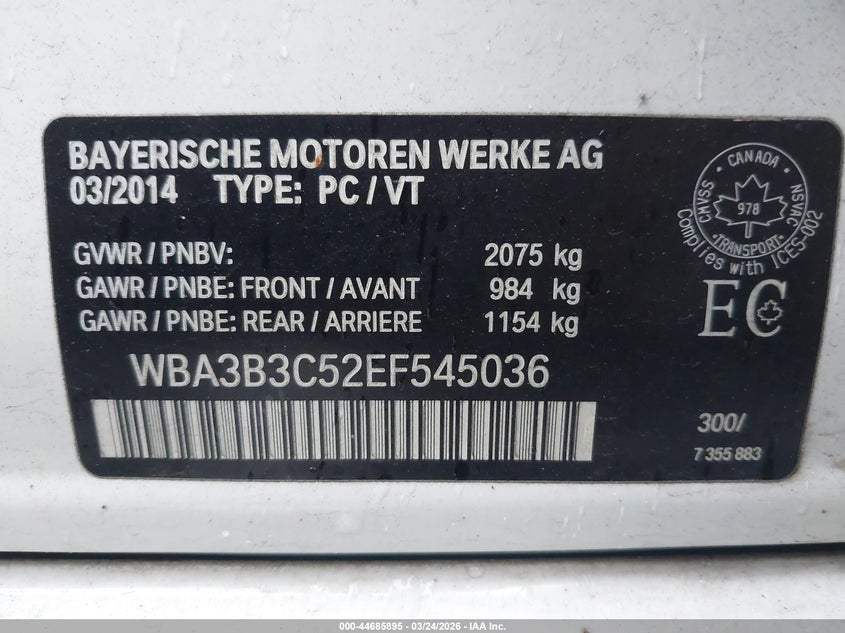 BAYERISCHE MOTOREN WERKE AG
03/2014 TYPE: PC / VT
GVWR / PNBV: 2075 kg
GAWR / PNBE: FRONT / AVANT 984 kg
GAWR / PNBE: REAR / ARRIERE 1154 kg
WBA3B3C52EF545036
300/
7 355 883
CANADA
CMVSS
NSVAC
978
TRANSPORT
Complies with ICES-002
EC
000-44685895 - 03/24/2026 - IAA Inc.